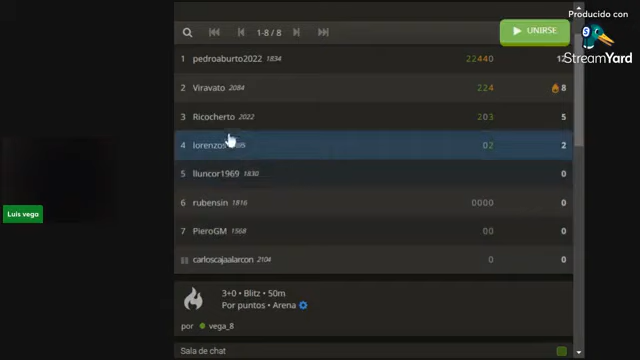 Producido con
StreamYard
1-8 / 8
UNIRSE
1 pedroaburto2022 1834 22440 12
2 Viravato 2084 224 8
3 Ricocherto 2022 203 5
4 lorenzos 02 2
5 lluncor1969 1830 0
6 rubensin 1816 0000 0
7 PieroGM 1568 00 0
carloscajaalarcon 2104 0 0
Luis vega
3+0 • Blitz • 50m
Por puntos • Arena
por vega_8
Sala de chat